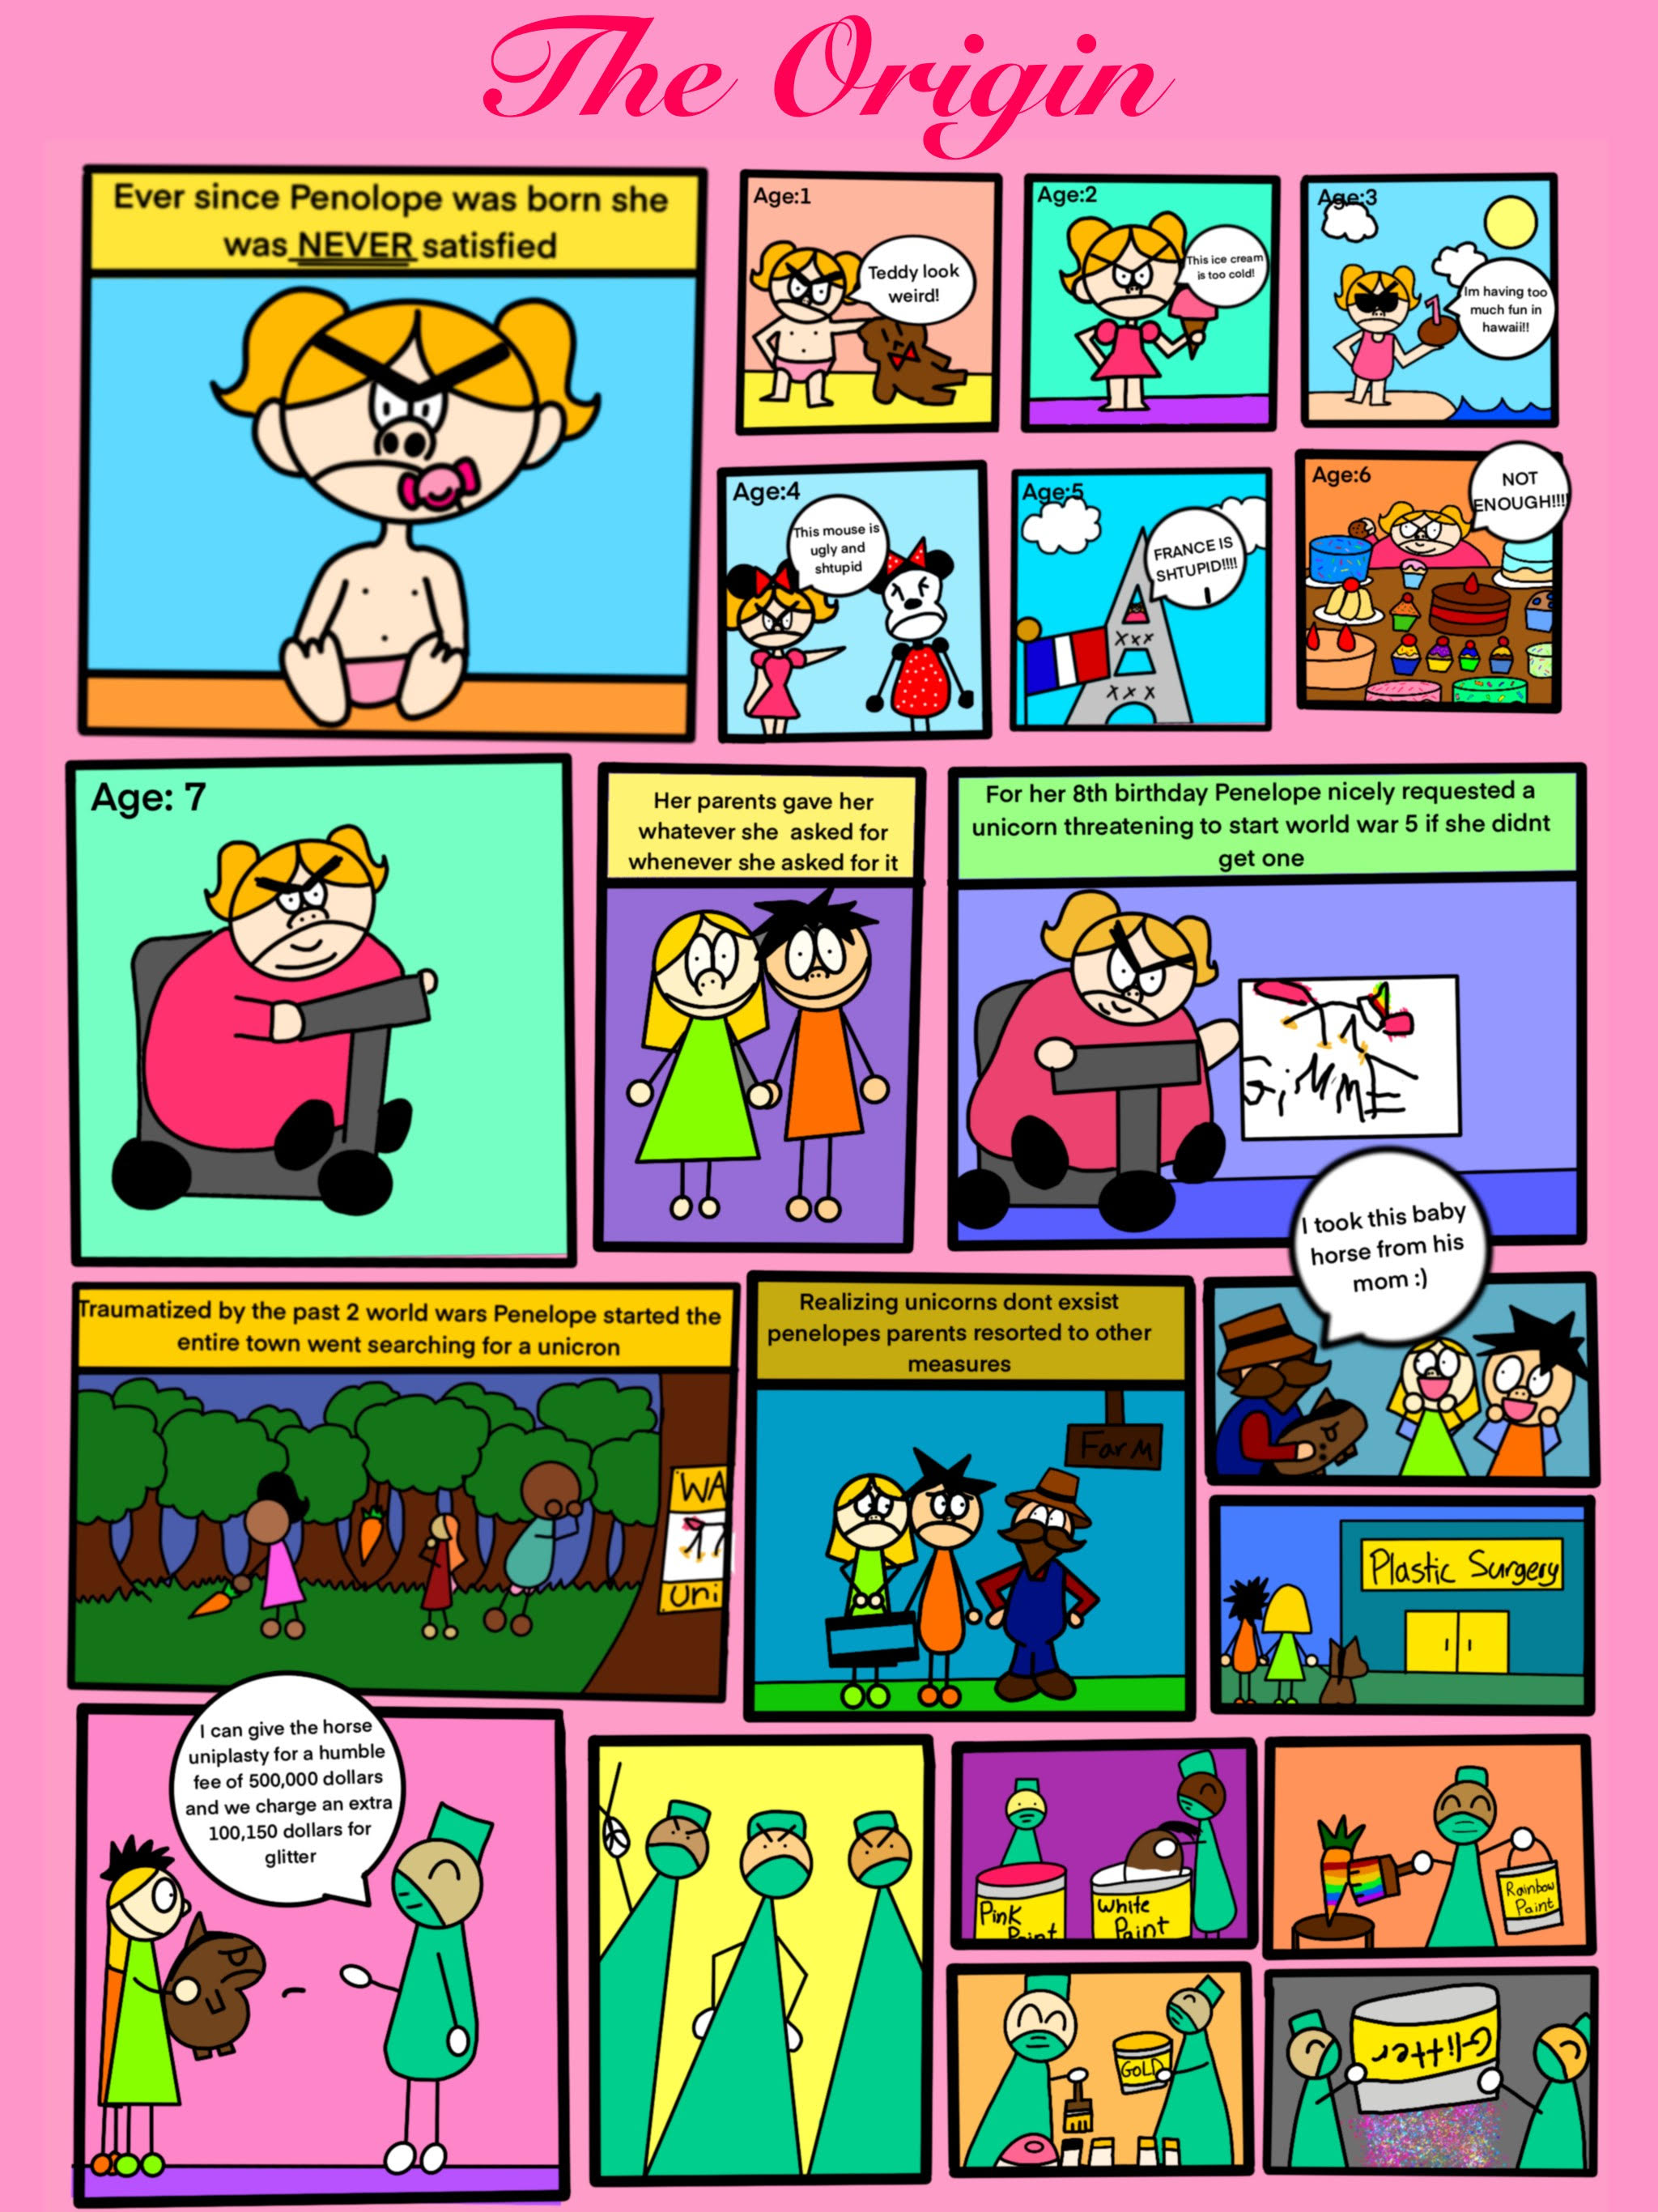 The Origin
Ever since Penolope was born she
was NEVER satisfied
Age:1
Teddy look
weird!
Age:2
This ice cream
is too cold!
Age:3
Im having too
much fun in
hawaii!!
Age:4
This mouse is
ugly and
shtupid
Age:5
FRANCE IS
SHTUPID!!!!
!
Age:6
NOT
ENOUGH!!!!
Age: 7
Her parents gave her
whatever she asked for
whenever she asked for it
For her 8th birthday Penelope nicely requested a
unicorn threatening to start world war 5 if she didnt
get one
GiMME
Traumatized by the past 2 world wars Penelope started the
entire town went searching for a unicron
WA
Uni
Realizing unicorns dont exsist
penelopes parents resorted to other
measures
Farm
I took this baby
horse from his
mom :)
Plastic Surgery
I can give the horse
uniplasty for a humble
fee of 500,000 dollars
and we charge an extra
100,150 dollars for
glitter
Pink
Paint
White
Paint
Rainbow
Paint
GOLD
Glitter